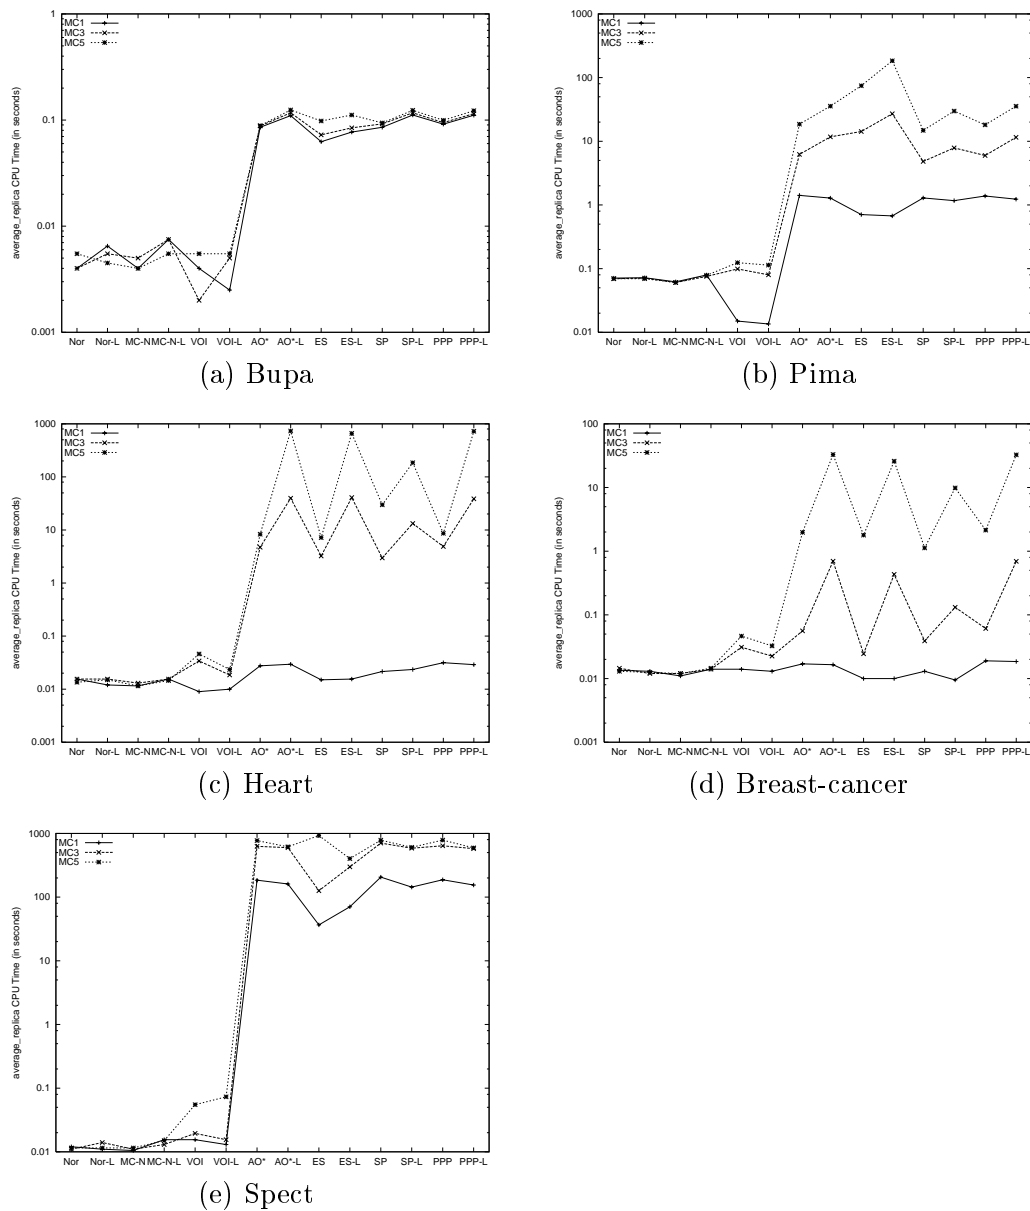 MC1
MC3
MC5
1
0.1
0.01
0.001
average_replica CPU Time (in seconds)
Nor Nor-L MC-N MC-N-L VOI VOI-L AO* AO*-L ES ES-L SP SP-L PPP PPP-L
(a) Bupa
MC1
MC3
MC5
1000
100
10
1
0.1
0.01
average_replica CPU Time (in seconds)
Nor Nor-L MC-N MC-N-L VOI VOI-L AO* AO*-L ES ES-L SP SP-L PPP PPP-L
(b) Pima
MC1
MC3
MC5
1000
100
10
1
0.1
0.01
0.001
average_replica CPU Time (in seconds)
Nor Nor-L MC-N MC-N-L VOI VOI-L AO* AO*-L ES ES-L SP SP-L PPP PPP-L
(c) Heart
MC1
MC3
MC5
100
10
1
0.1
0.01
0.001
average_replica CPU Time (in seconds)
Nor Nor-L MC-N MC-N-L VOI VOI-L AO* AO*-L ES ES-L SP SP-L PPP PPP-L
(d) Breast-cancer
MC1
MC3
MC5
1000
100
10
1
0.1
0.01
average_replica CPU Time (in seconds)
Nor Nor-L MC-N MC-N-L VOI VOI-L AO* AO*-L ES ES-L SP SP-L PPP PPP-L
(e) Spect